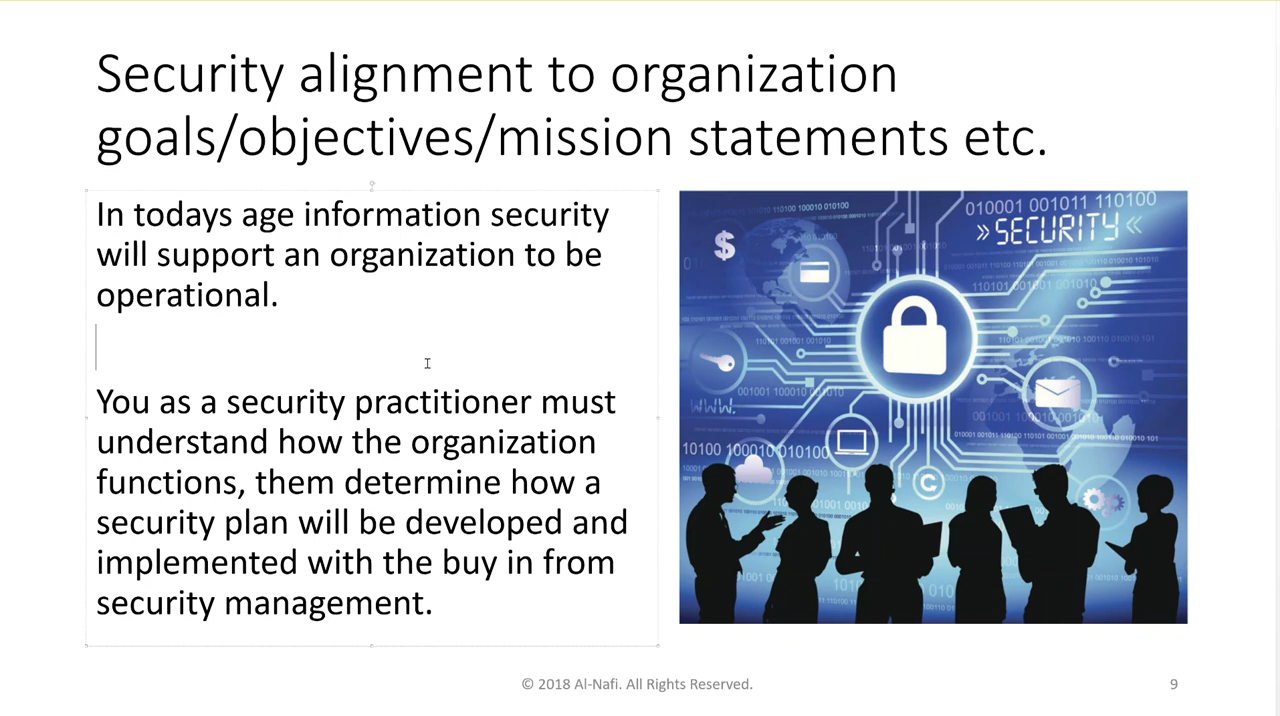 Security alignment to organization
goals/objectives/mission statements etc.
In todays age information security
will support an organization to be
operational.
You as a security practitioner must
understand how the organization
functions, them determine how a
security plan will be developed and
implemented with the buy in from
security management.
010001 001011 110100
»SECURITY«
$
WWW.
C
© 2018 Al-Nafi. All Rights Reserved.
9